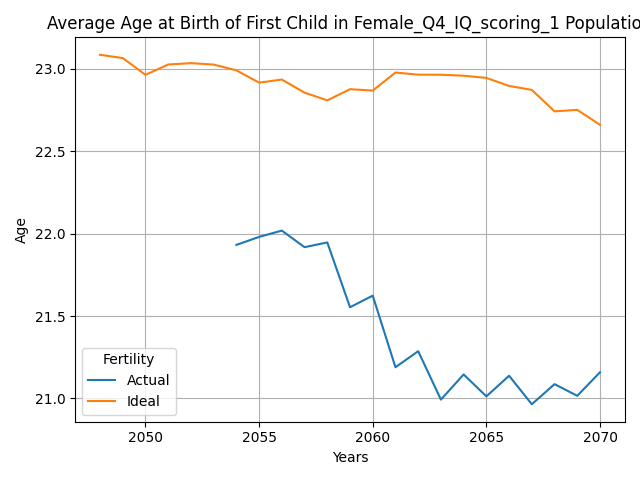 Average Age at Birth of First Child in Female_Q4_IQ_scoring_1 Populatio
23.0
22.5
22.0
21.5
21.0
Age
Fertility
Actual
Ideal
2050 2055 2060 2065 2070
Years